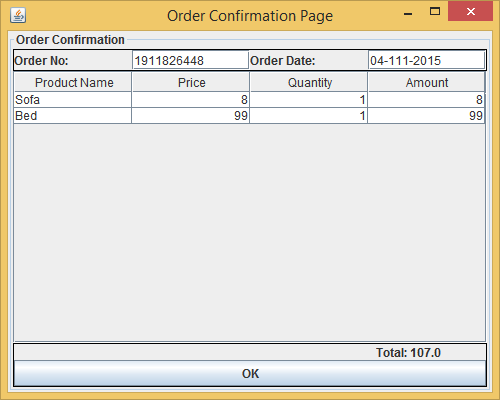 Order Confirmation Page
Order Confirmation
Order No: 1911826448 Order Date: 04-111-2015
Product Name Price Quantity Amount
Sofa 8 1 8
Bed 99 1 99
Total: 107.0
OK